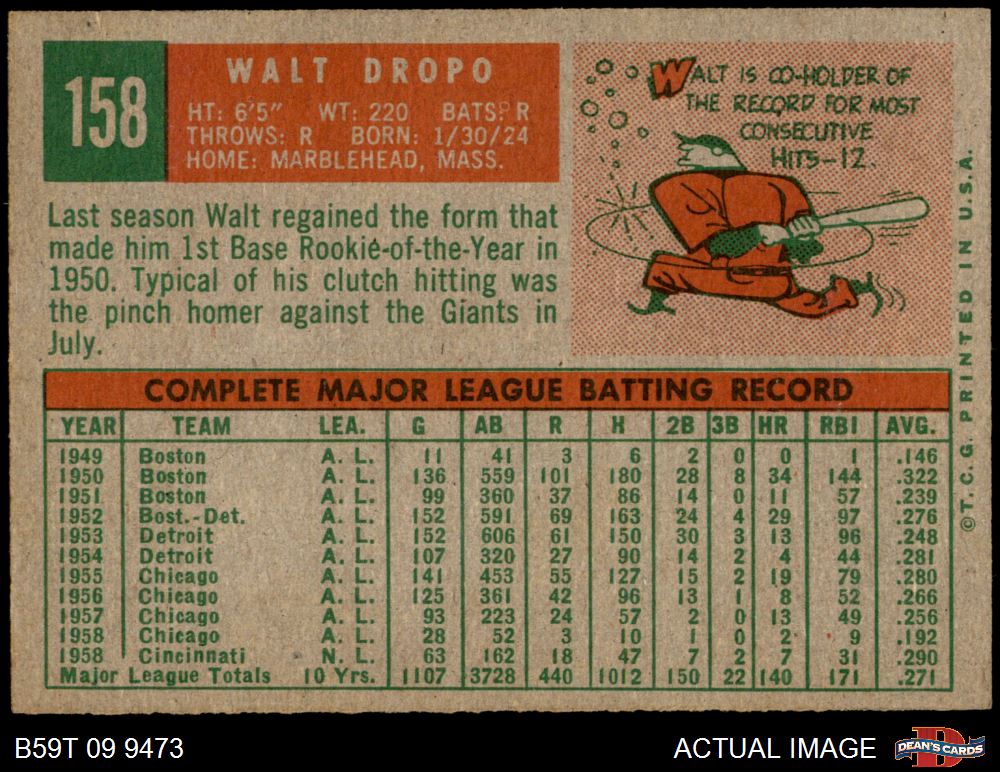 158
WALT DROPO
HT: 6'5" WT: 220 BATS: R
THROWS: R BORN: 1/30/24
HOME: MARBLEHEAD, MASS.
WALT IS CO-HOLDER OF
THE RECORD FOR MOST
CONSECUTIVE
HITS-12.
Last season Walt regained the form that
made him 1st Base Rookie-of-the-Year in
1950. Typical of his clutch hitting was
the pinch homer against the Giants in
July.
COMPLETE MAJOR LEAGUE BATTING RECORD
YEAR TEAM LEA. G AB R H 2B 3B HR RBI AVG.
1949 Boston A. L. 11 41 3 6 2 0 0 1 .146
1950 Boston A. L. 136 559 101 180 28 8 34 144 .322
1951 Boston A. L. 99 360 37 86 14 0 11 57 .239
1952 Bost.-Det. A. L. 152 591 69 163 24 4 29 97 .276
1953 Detroit A. L. 152 606 61 150 30 3 13 96 .248
1954 Detroit A. L. 107 320 27 90 14 2 4 44 .281
1955 Chicago A. L. 141 453 55 127 15 2 19 79 .280
1956 Chicago A. L. 125 361 42 96 13 1 8 52 .266
1957 Chicago A. L. 93 223 24 57 2 0 13 49 .256
1958 Chicago A. L. 28 52 3 10 1 0 2 9 .192
1958 Cincinnati N. L. 63 162 18 47 7 2 7 31 .290
Major League Totals 10 Yrs. 1107 3728 440 1012 150 22 140 171 .271
©T.C.G. PRINTED IN U.S.A.
B59T 09 9473
ACTUAL IMAGE
D
DEAN'S CARDS